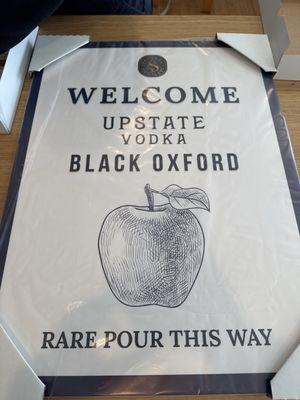 S
WELCOME
UPSTATE
VODKA
BLACK OXFORD
RARE POUR THIS WAY